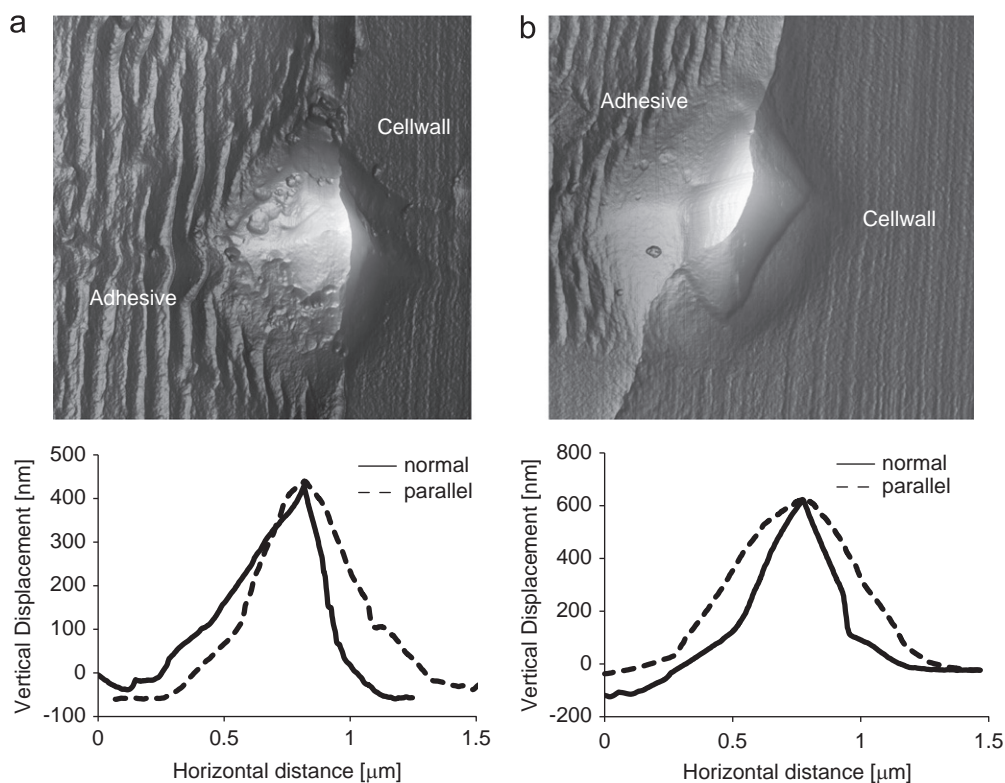 a
Adhesive
Cellwall
500
400
300
200
100
0
-100
0
0.5
1
1.5
Vertical Displacement [nm]
Horizontal distance [μm]
normal
parallel
b
Adhesive
Cellwall
800
600
400
200
0
-200
0
0.5
1
1.5
Vertical Displacement [nm]
Horizontal distance [μm]
normal
parallel